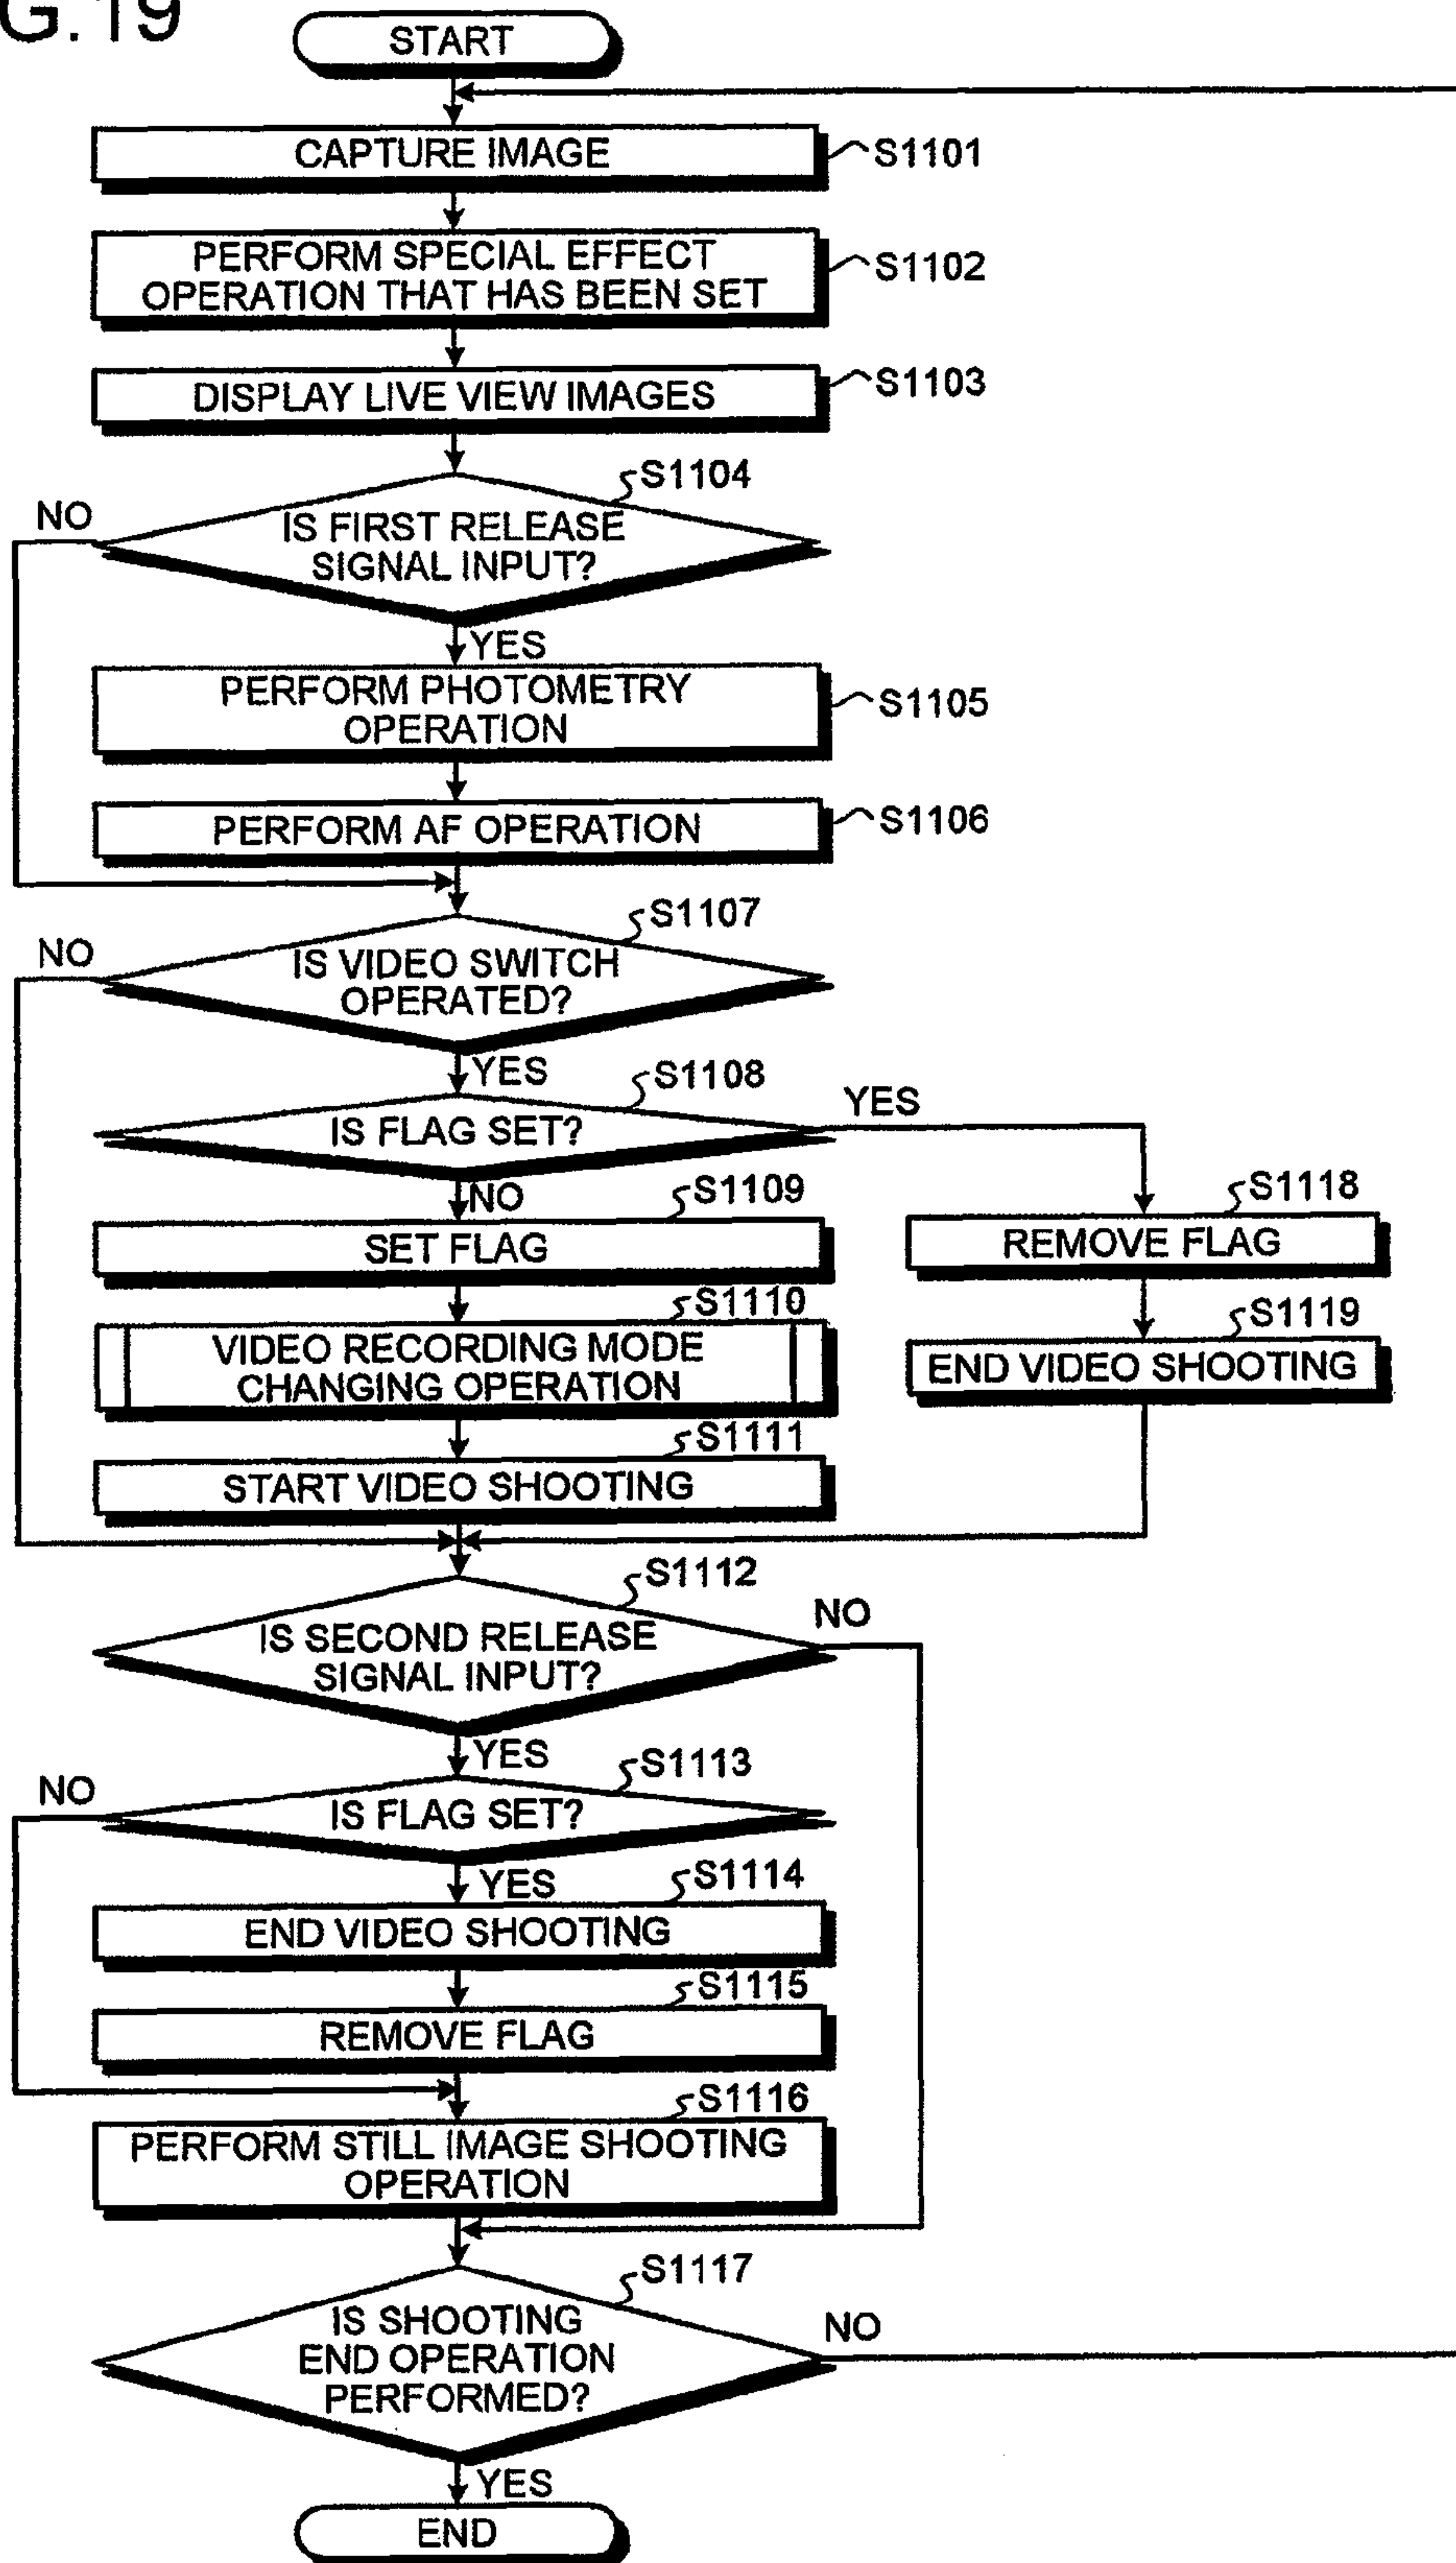 G.19
START
CAPTURE IMAGE
S1101
PERFORM SPECIAL EFFECT
OPERATION THAT HAS BEEN SET
S1102
DISPLAY LIVE VIEW IMAGES
S1103
S1104
NO
IS FIRST RELEASE
SIGNAL INPUT?
YES
PERFORM PHOTOMETRY
OPERATION
S1105
PERFORM AF OPERATION
S1106
S1107
NO
IS VIDEO SWITCH
OPERATED?
YES
S1108
YES
IS FLAG SET?
NO
S1109
SET FLAG
S1118
REMOVE FLAG
S1110
VIDEO RECORDING MODE
CHANGING OPERATION
S1119
END VIDEO SHOOTING
S1111
START VIDEO SHOOTING
S1112
NO
IS SECOND RELEASE
SIGNAL INPUT?
YES
S1113
NO
IS FLAG SET?
YES
S1114
END VIDEO SHOOTING
S1115
REMOVE FLAG
S1116
PERFORM STILL IMAGE SHOOTING
OPERATION
S1117
IS SHOOTING
END OPERATION
PERFORMED?
NO
YES
END